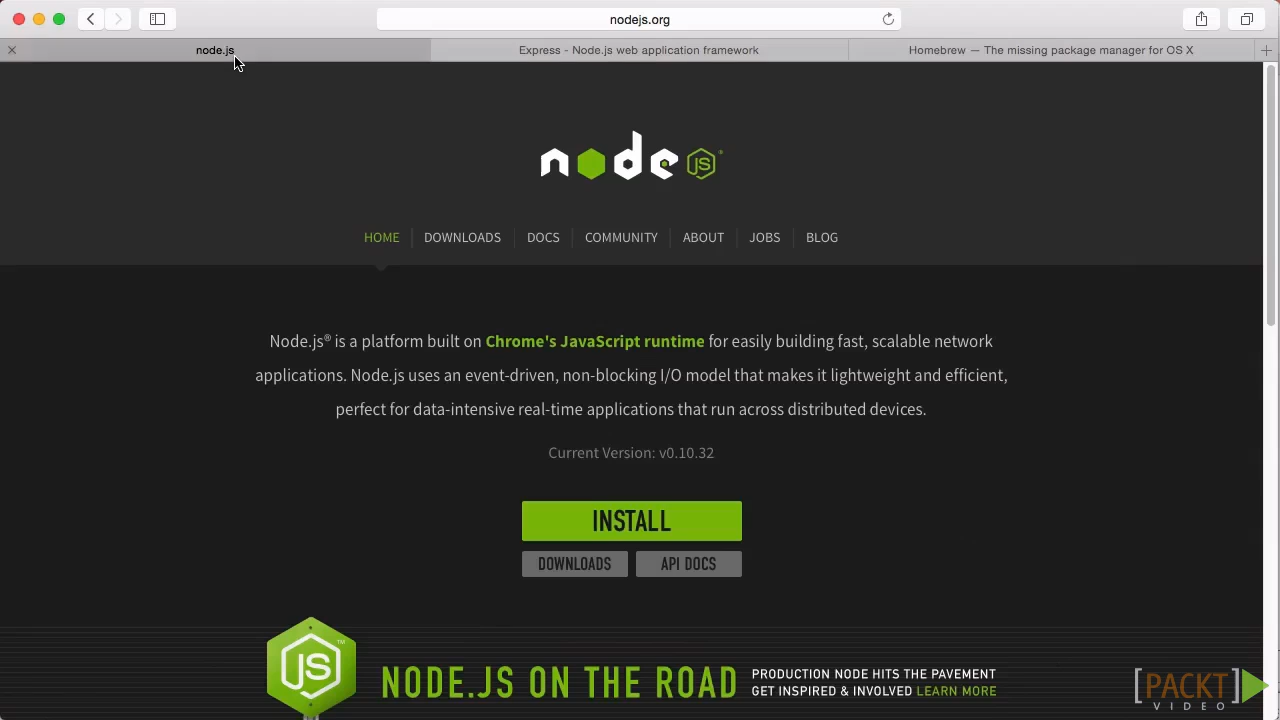 nodejs.org
node.js
Express - Node.js web application framework
Homebrew — The missing package manager for OS X
node JS®
HOME
DOWNLOADS
DOCS
COMMUNITY
ABOUT
JOBS
BLOG
Node.js® is a platform built on Chrome's JavaScript runtime for easily building fast, scalable network
applications. Node.js uses an event-driven, non-blocking I/O model that makes it lightweight and efficient,
perfect for data-intensive real-time applications that run across distributed devices.
Current Version: v0.10.32
INSTALL
DOWNLOADS
API DOCS
JS™
NODE.JS ON THE ROAD
PRODUCTION NODE HITS THE PAVEMENT
GET INSPIRED & INVOLVED LEARN MORE
[PACKT]
VIDEO